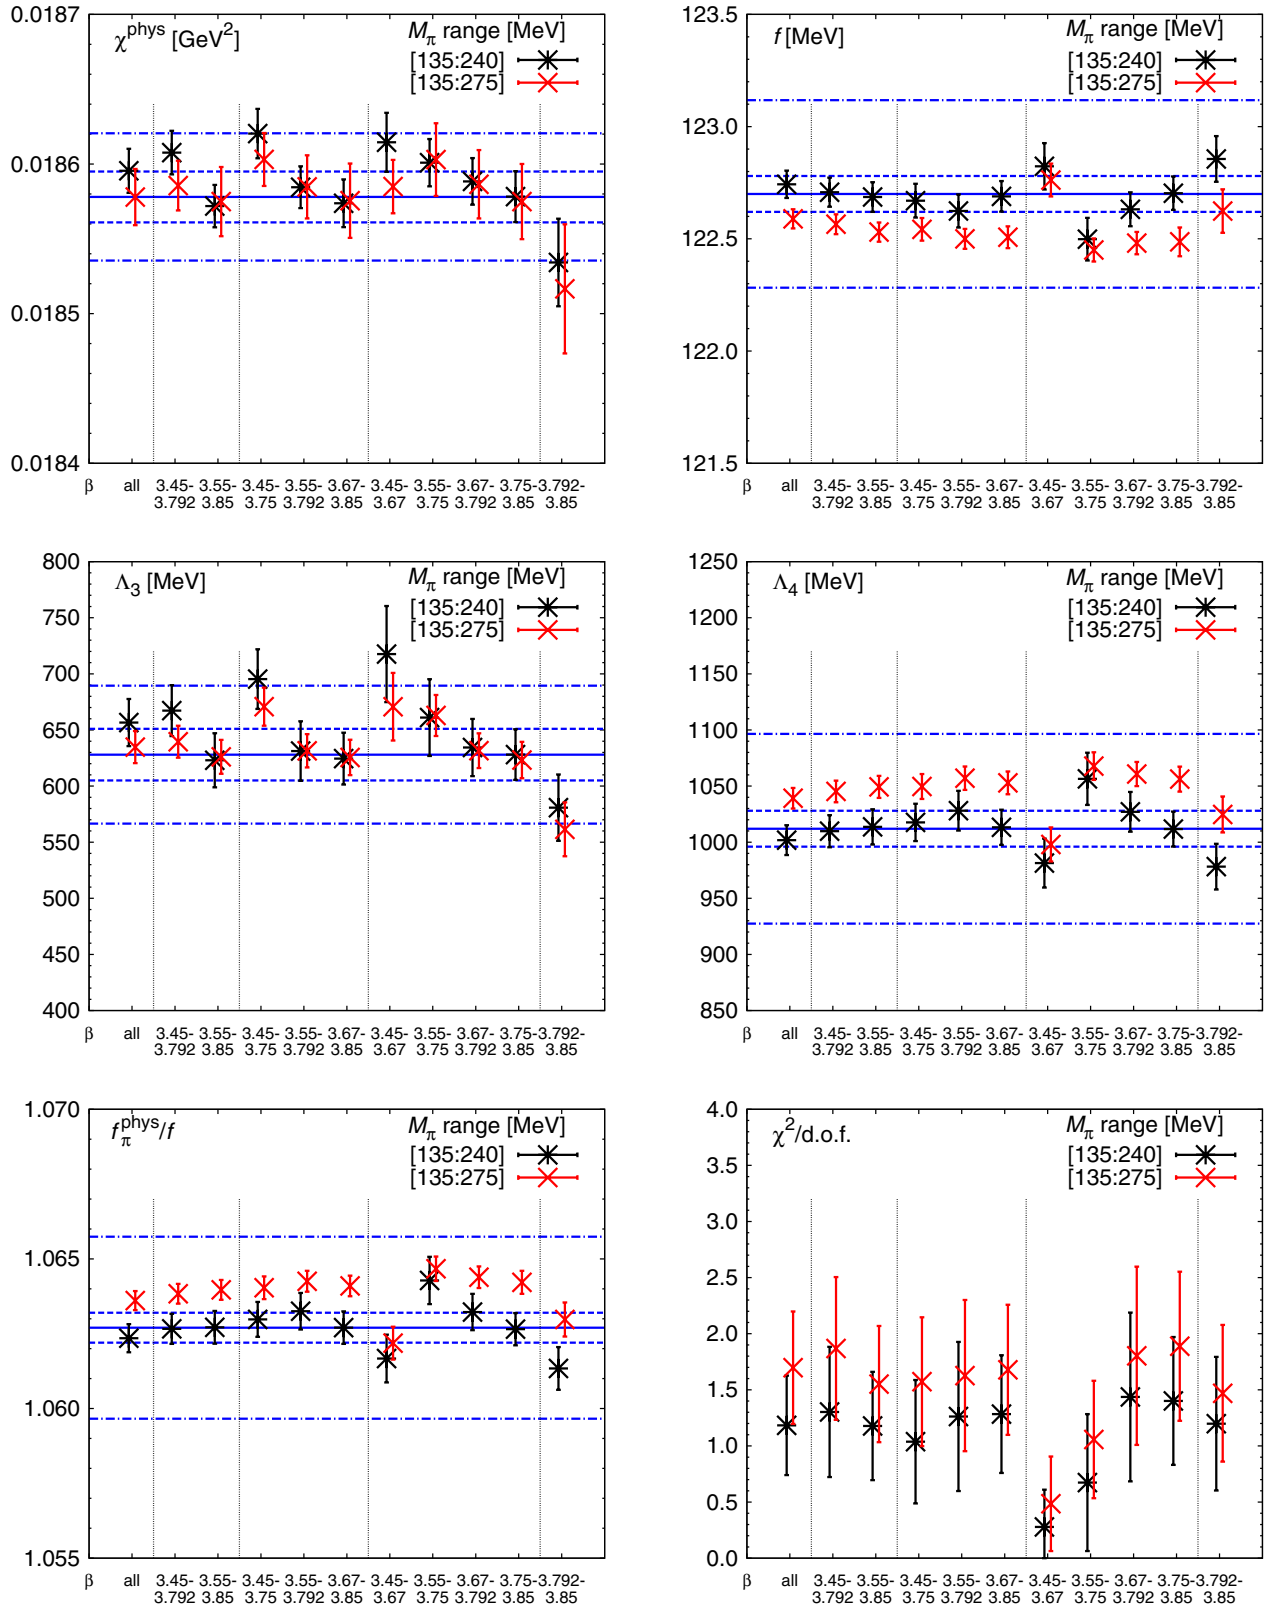 χ^phys [GeV²]
M_π range [MeV]
[135:240]
[135:275]
0.0187
0.0186
0.0185
0.0184
β all 3.45-3.792 3.55-3.85 3.45-3.75 3.55-3.792 3.67-3.85 3.45-3.67 3.55-3.75 3.67-3.792 3.75-3.85 3.792-3.85
f [MeV]
M_π range [MeV]
[135:240]
[135:275]
123.5
123.0
122.5
122.0
121.5
β all 3.45-3.792 3.55-3.85 3.45-3.75 3.55-3.792 3.67-3.85 3.45-3.67 3.55-3.75 3.67-3.792 3.75-3.85 3.792-3.85
Λ₃ [MeV]
M_π range [MeV]
[135:240]
[135:275]
800
750
700
650
600
550
500
450
400
β all 3.45-3.792 3.55-3.85 3.45-3.75 3.55-3.792 3.67-3.85 3.45-3.67 3.55-3.75 3.67-3.792 3.75-3.85 3.792-3.85
Λ₄ [MeV]
M_π range [MeV]
[135:240]
[135:275]
1250
1200
1150
1100
1050
1000
950
900
850
β all 3.45-3.792 3.55-3.85 3.45-3.75 3.55-3.792 3.67-3.85 3.45-3.67 3.55-3.75 3.67-3.792 3.75-3.85 3.792-3.85
f_π^phys/f
M_π range [MeV]
[135:240]
[135:275]
1.070
1.065
1.060
1.055
β all 3.45-3.792 3.55-3.85 3.45-3.75 3.55-3.792 3.67-3.85 3.45-3.67 3.55-3.75 3.67-3.792 3.75-3.85 3.792-3.85
χ²/d.o.f.
M_π range [MeV]
[135:240]
[135:275]
4.0
3.5
3.0
2.5
2.0
1.5
1.0
0.5
0.0
β all 3.45-3.792 3.55-3.85 3.45-3.75 3.55-3.792 3.67-3.85 3.45-3.67 3.55-3.75 3.67-3.792 3.75-3.85 3.792-3.85